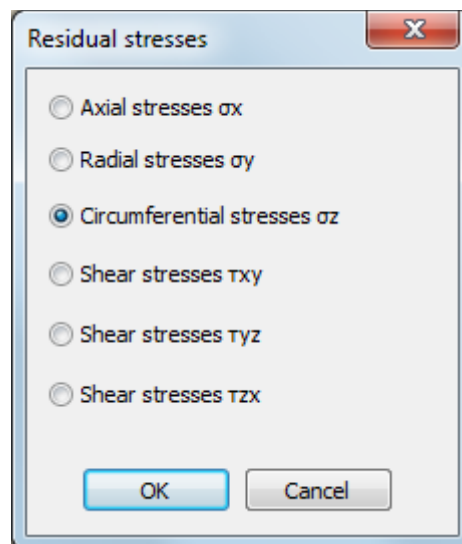 Residual stresses
Axial stresses σx
Radial stresses σy
Circumferential stresses σz
Shear stresses τxy
Shear stresses τyz
Shear stresses τzx
OK Cancel